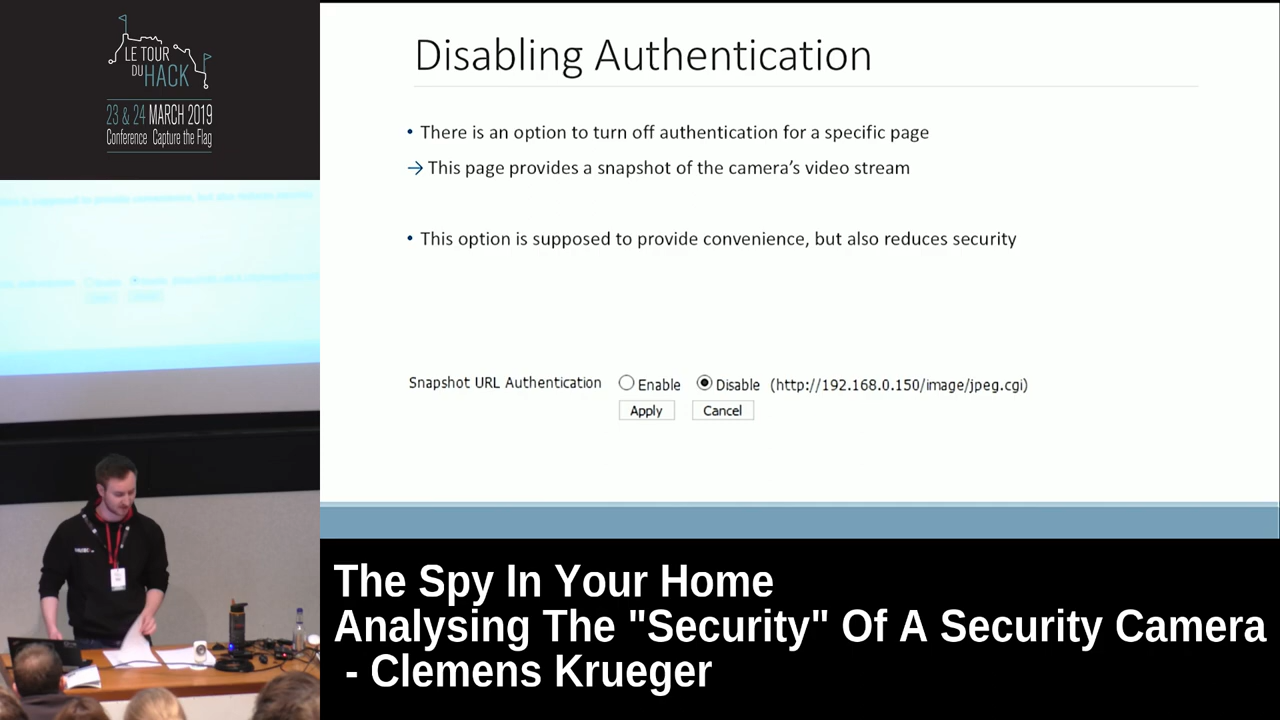 LE TOUR
DU HACK
23 & 24 MARCH 2019
Conference Capture the Flag
Disabling Authentication
• There is an option to turn off authentication for a specific page
→ This page provides a snapshot of the camera's video stream
• This option is supposed to provide convenience, but also reduces security
Snapshot URL Authentication Enable Disable (http://192.168.0.150/image/jpeg.cgi)
Apply Cancel
The Spy In Your Home
Analysing The "Security" Of A Security Camera
- Clemens Krueger